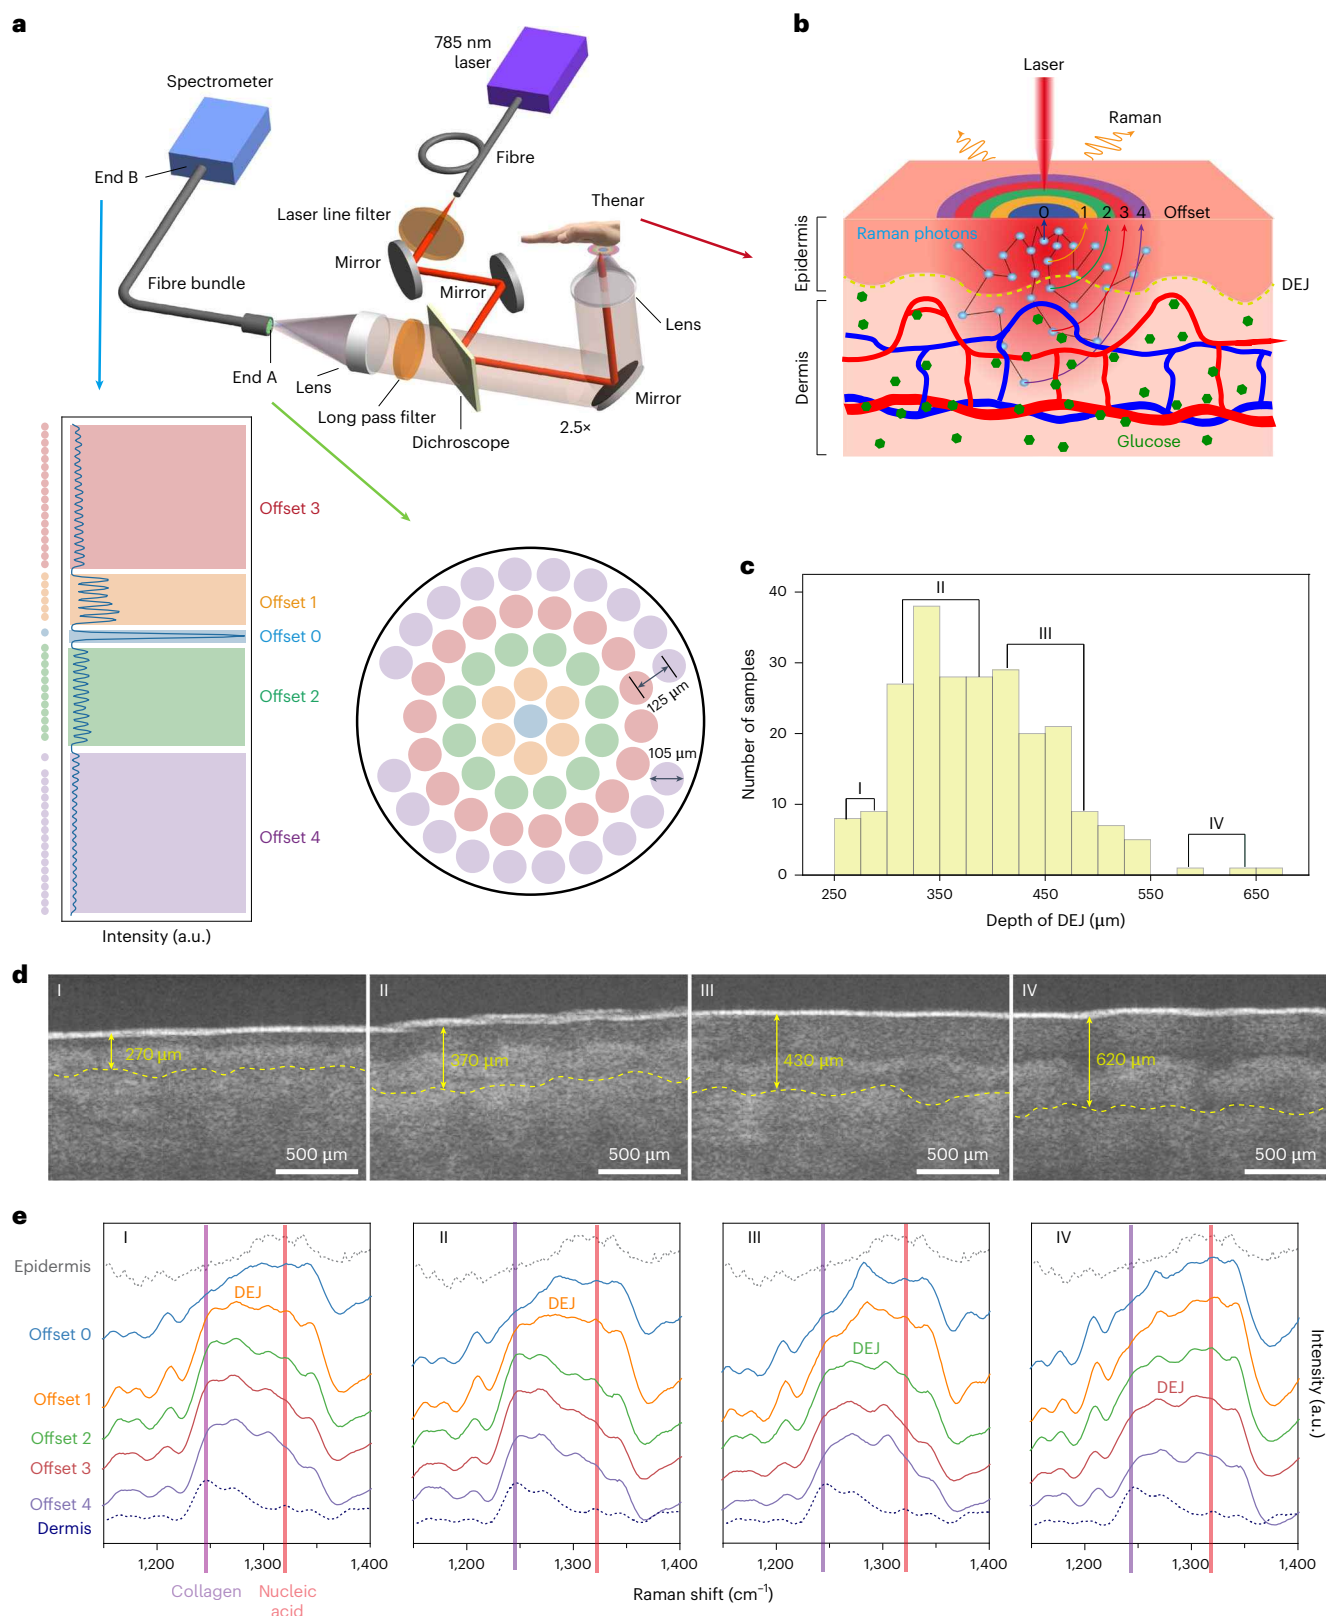 a
785 nm
laser
Spectrometer
End B
Fibre
Laser line filter
Thenar
Mirror
Mirror
Fibre bundle
Lens
End A
Lens
Long pass filter
Mirror
Dichroscope
2.5×
Offset 3
Offset 1
Offset 0
Offset 2
Offset 4
Intensity (a.u.)
125 μm
105 μm
b
Laser
Raman
0 1 2 3 4 Offset
Raman photons
Epidermis
DEJ
Dermis
Glucose
c
40
30
20
10
0
Number of samples
I
II
III
IV
250 350 450 550 650
Depth of DEJ (μm)
d
I
270 μm
500 μm
II
370 μm
500 μm
III
430 μm
500 μm
IV
620 μm
500 μm
e
I
II
III
IV
Epidermis
DEJ
DEJ
DEJ
DEJ
Offset 0
Offset 1
Offset 2
Offset 3
Offset 4
Dermis
Intensity (a.u.)
1,200 1,300 1,400
1,200 1,300 1,400
1,200 1,300 1,400
1,200 1,300 1,400
Collagen
Nucleic
acid
Raman shift (cm⁻¹)